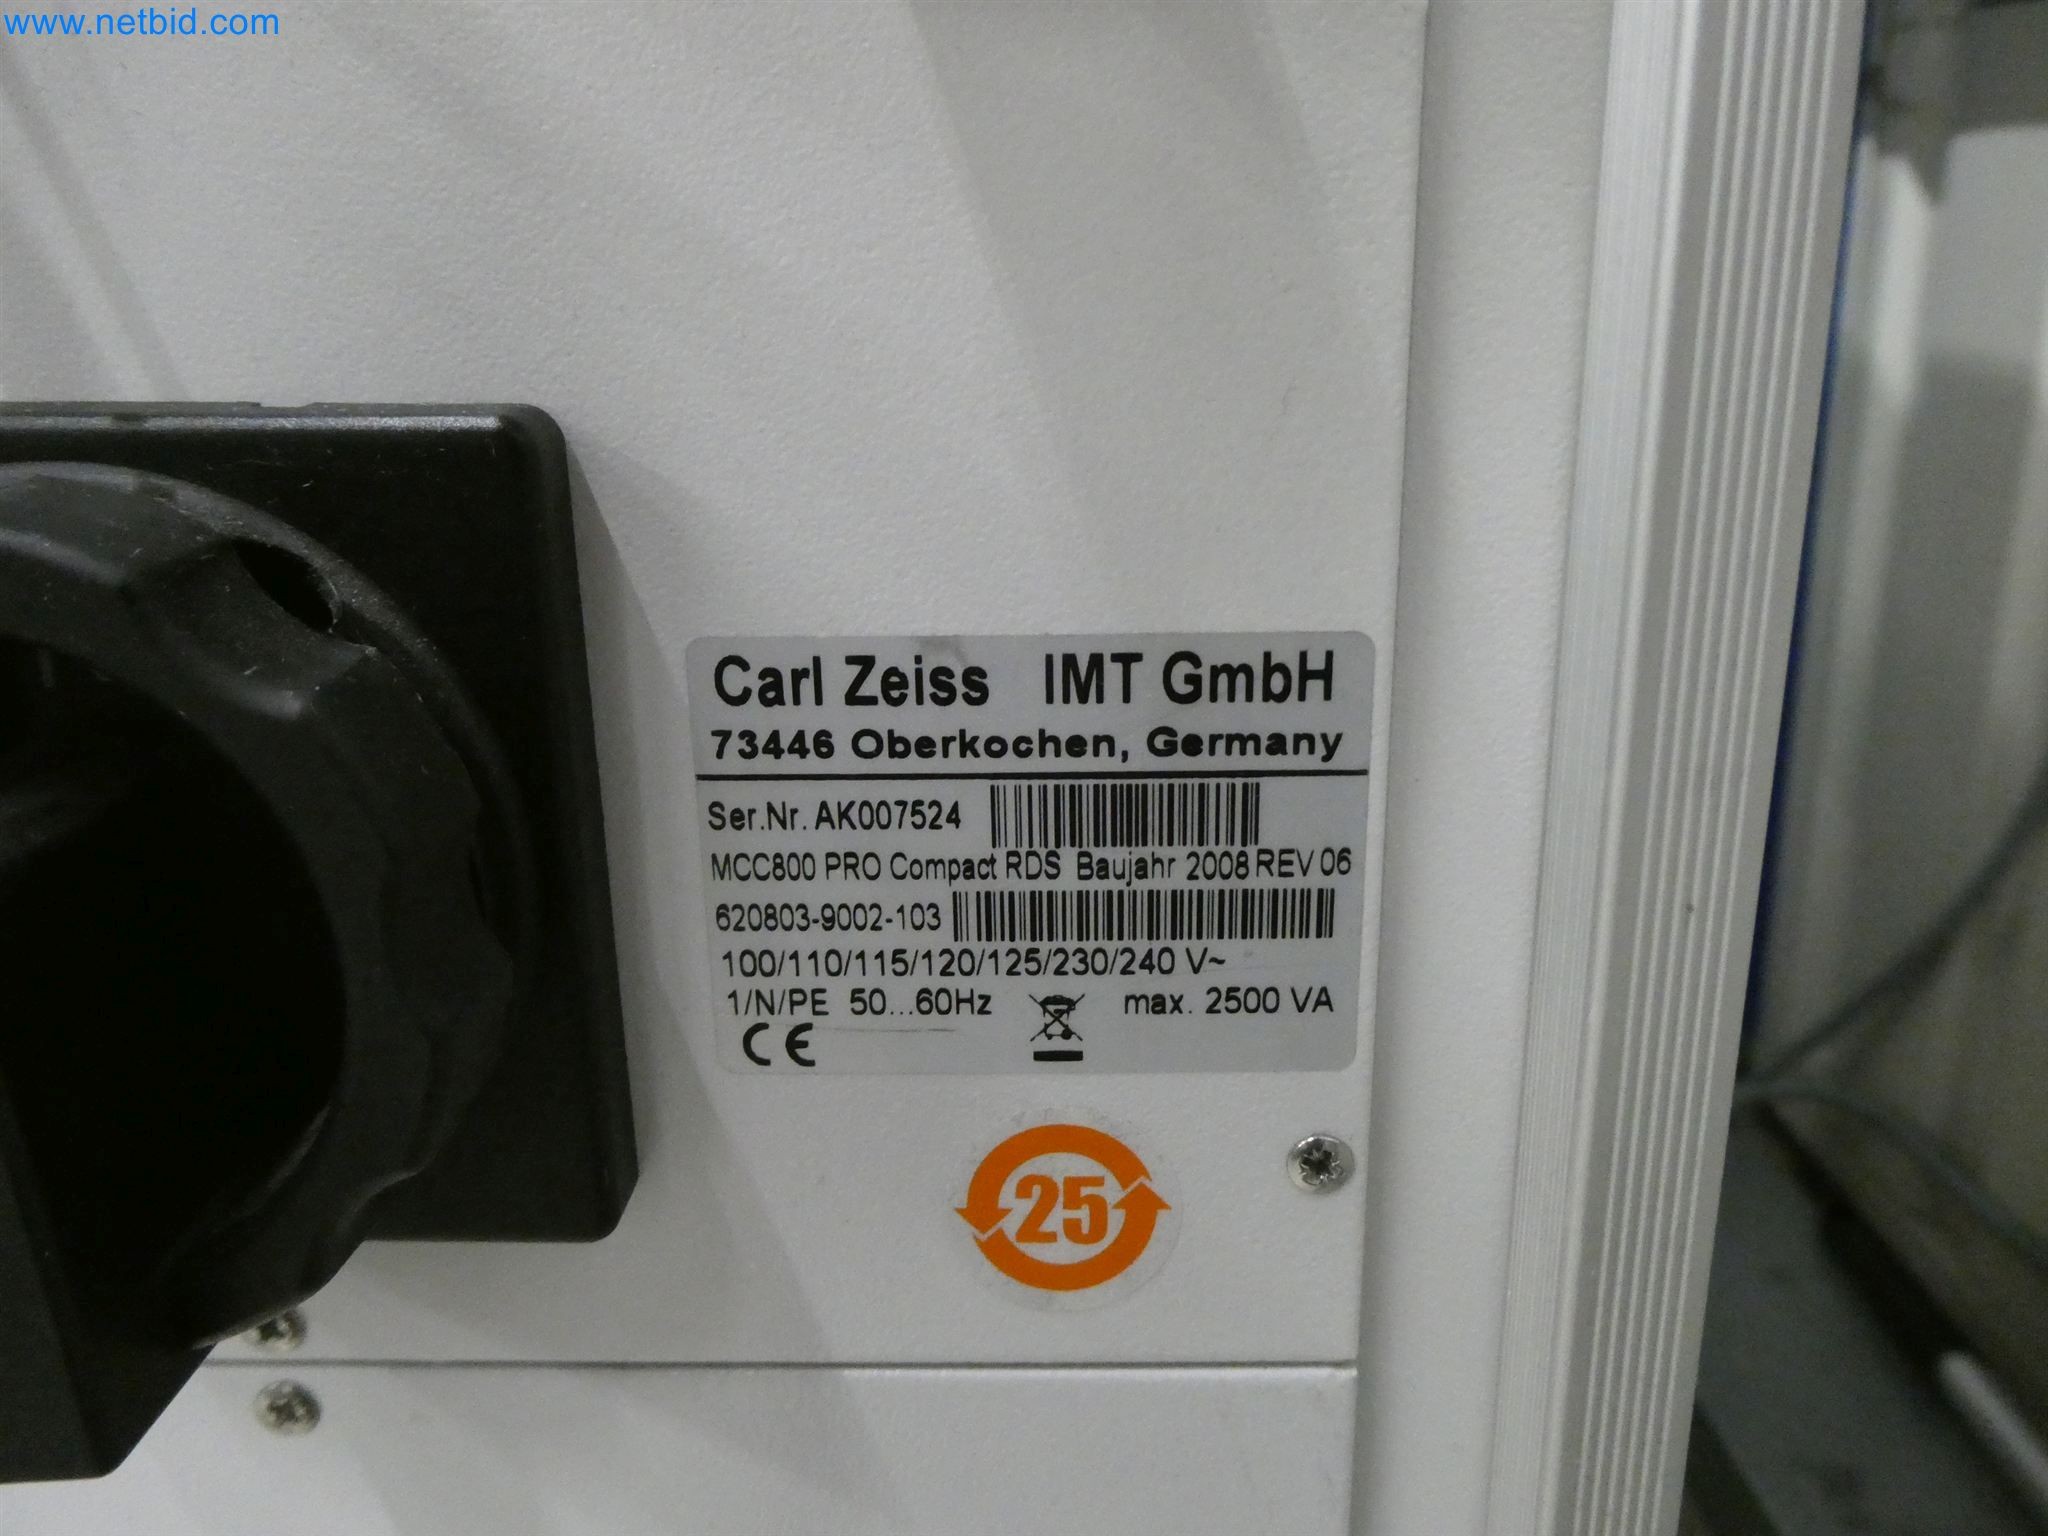 www.netbid.com
Carl Zeiss IMT GmbH
73446 Oberkochen, Germany
Ser.Nr. AK007524
MCC800 PRO Compact RDS Baujahr 2008 REV 06
620803-9002-103
100/110/115/120/125/230/240 V~
1/N/PE 50...60Hz max. 2500 VA
CE
25